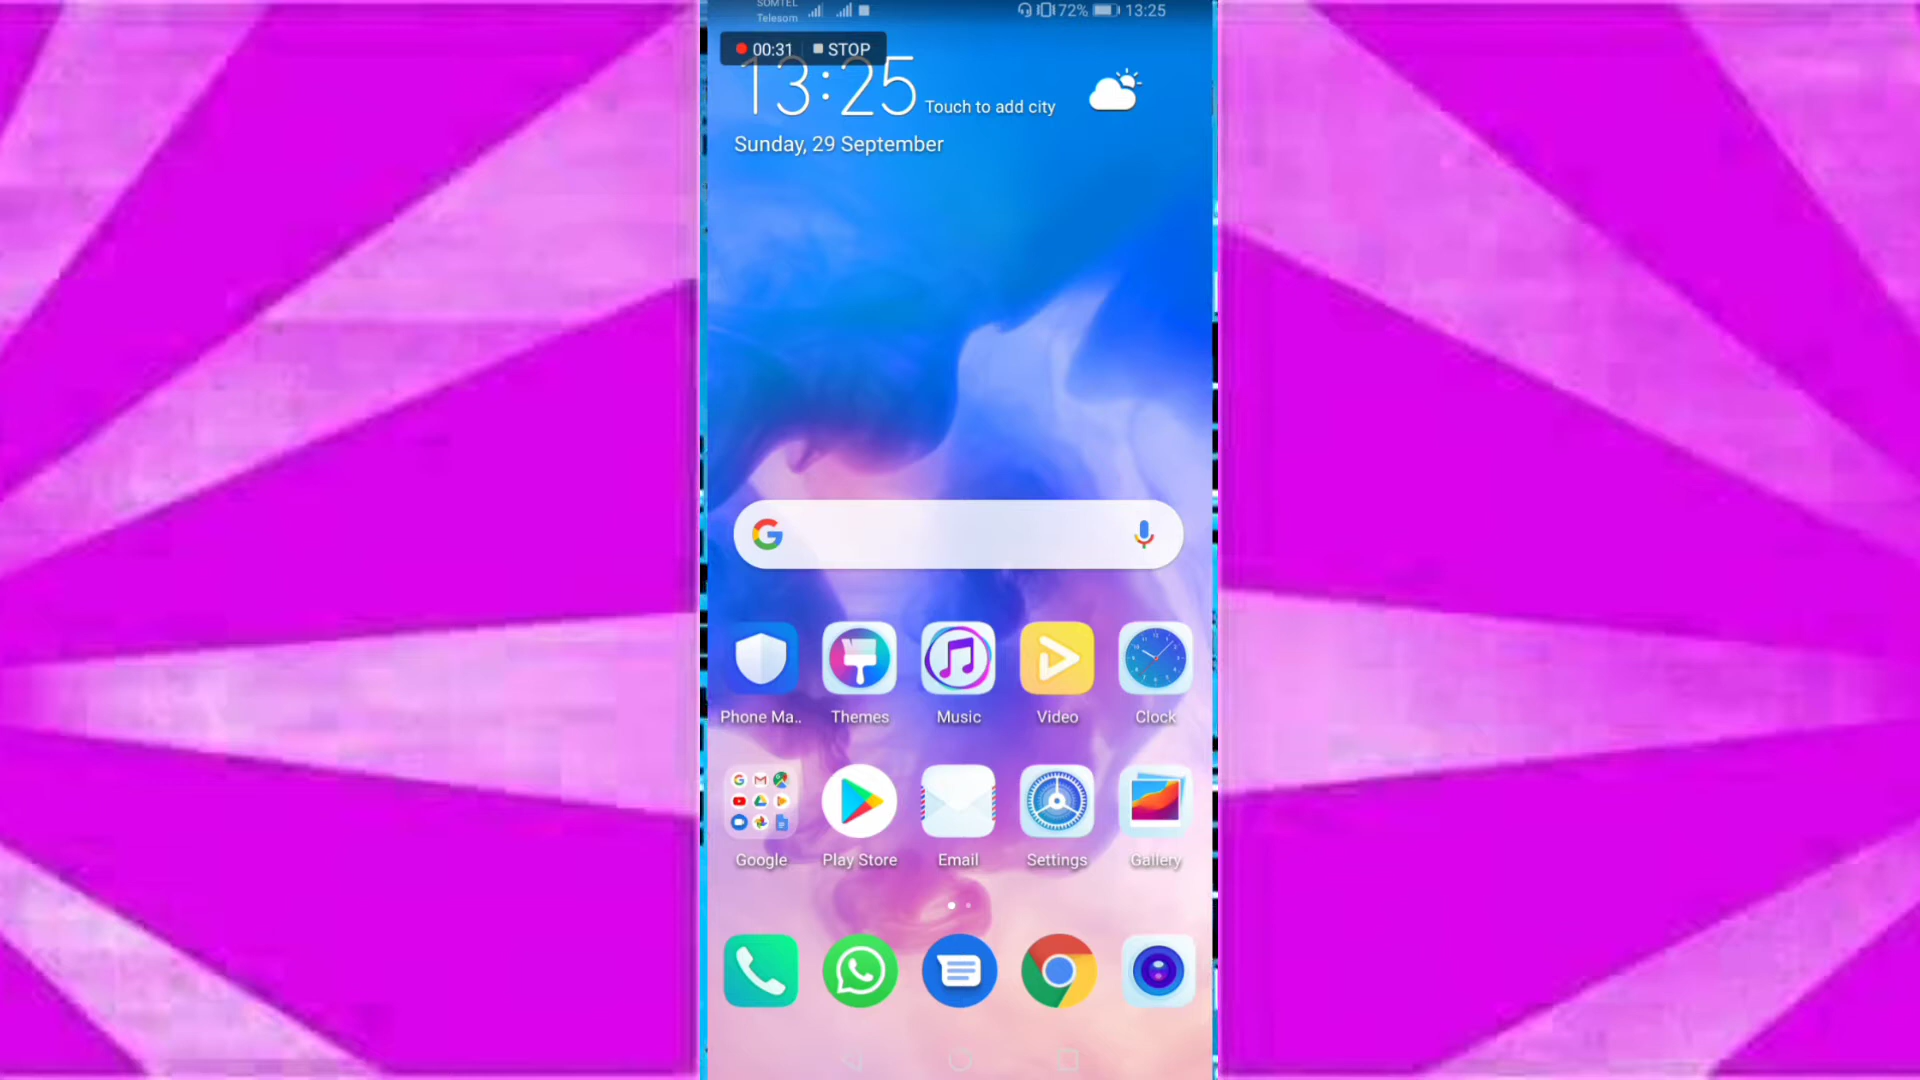 SOMTEL
Telesom
72% 13:25
00:31 STOP
13:25 Touch to add city
Sunday, 29 September
Phone Ma.. Themes Music Video Clock
Google Play Store Email Settings Gallery